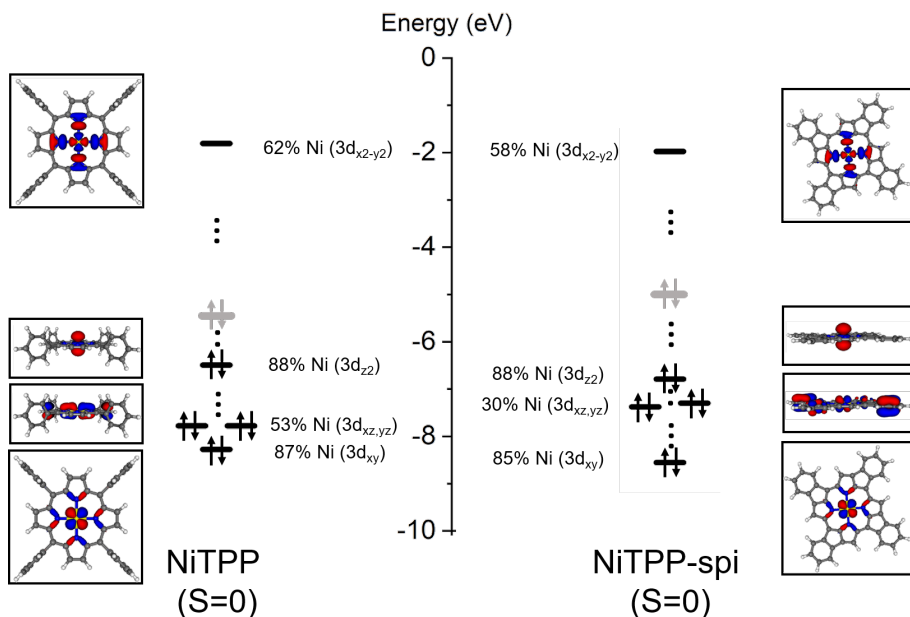 Energy (eV)
0
-2
-4
-6
-8
-10
62% Ni (3dx2-y2)
88% Ni (3dz2)
53% Ni (3dxz,yz)
87% Ni (3dxy)
NiTPP
(S=0)
58% Ni (3dx2-y2)
88% Ni (3dz2)
30% Ni (3dxz,yz)
85% Ni (3dxy)
NiTPP-spi
(S=0)